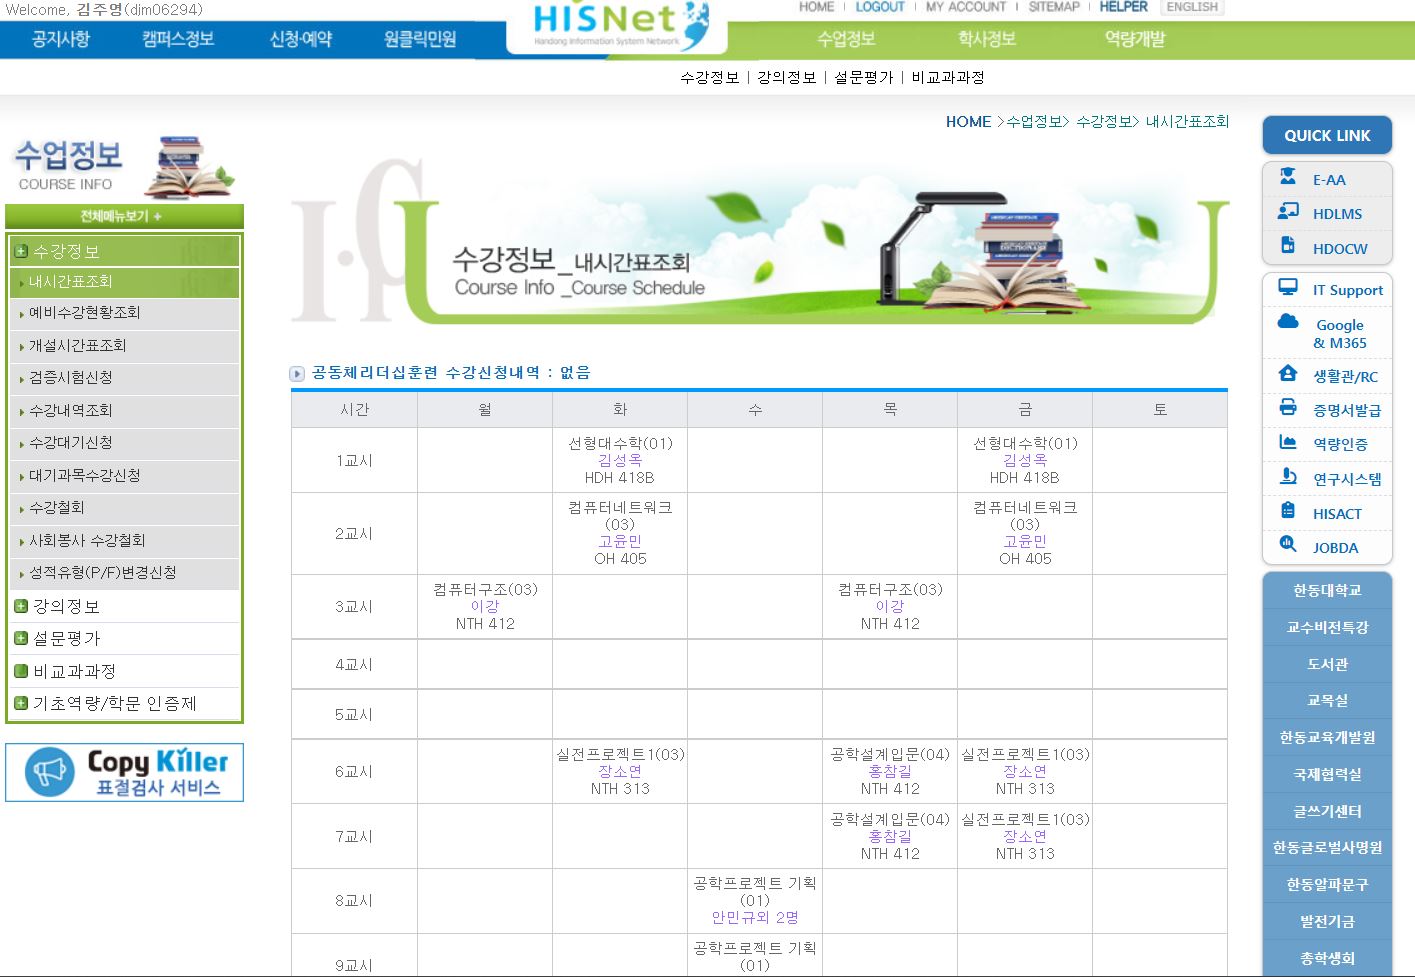 Welcome, 김주영(djm06294)
HOME | LOGOUT | MY ACCOUNT | SITEMAP | HELPER ENGLISH
HISNet
Handong Information System Network
공지사항 캠퍼스정보 신청·예약 원클릭민원 수업정보 학사정보 역량개발
수강정보 | 강의정보 | 설문평가 | 비교과과정
HOME >수업정보> 수강정보> 내시간표조회
수업정보
COURSE INFO
전체메뉴보기 +
수강정보
내시간표조회
예비수강현황조회
개설시간표조회
검증시험신청
수강내역조회
수강대기신청
대기과목수강신청
수강철회
사회봉사 수강철회
성적유형(P/F)변경신청
강의정보
설문평가
비교과과정
기초역량/학문 인증제
Copy Killer
표절검사 서비스
I·CU
수강정보_내시간표조회
Course Info _Course Schedule
공동체리더십훈련 수강신청내역 : 없음
시간 월 화 수 목 금 토
1교시
선형대수학(01)
김성옥
HDH 418B
선형대수학(01)
김성옥
HDH 418B
2교시
컴퓨터네트워크
(03)
고윤민
OH 405
컴퓨터네트워크
(03)
고윤민
OH 405
3교시
컴퓨터구조(03)
이강
NTH 412
컴퓨터구조(03)
이강
NTH 412
4교시
5교시
6교시
실전프로젝트1(03)
장소연
NTH 313
공학설계입문(04)
홍참길
NTH 412
실전프로젝트1(03)
장소연
NTH 313
7교시
공학설계입문(04)
홍참길
NTH 412
실전프로젝트1(03)
장소연
NTH 313
8교시
공학프로젝트 기획
(01)
안민규외 2명
9교시
공학프로젝트 기획
(01)
QUICK LINK
E-AA
HDLMS
HDOCW
IT Support
Google
& M365
생활관/RC
증명서발급
역량인증
연구시스템
HISACT
JOBDA
한동대학교
교수비전특강
도서관
교목실
한동교육개발원
국제협력실
글쓰기센터
한동글로벌사명원
한동알파문구
발전기금
총학생회